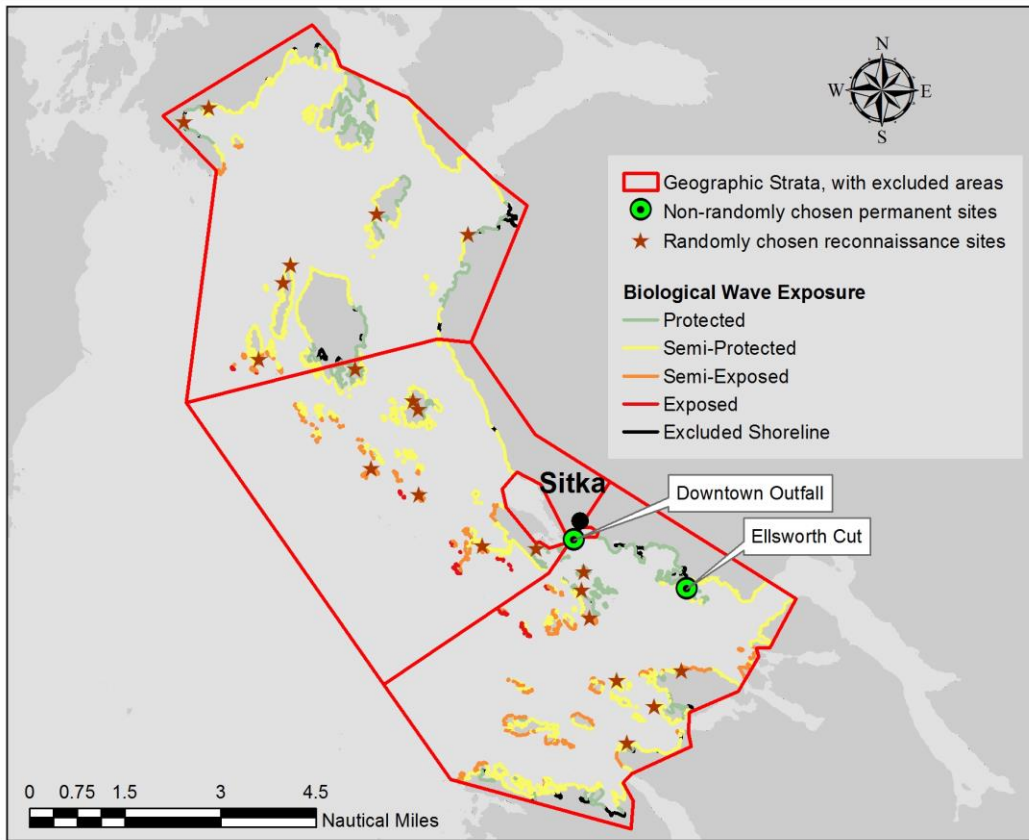 N
W E
S
Geographic Strata, with excluded areas
Non-randomly chosen permanent sites
Randomly chosen reconnaissance sites
Biological Wave Exposure
Protected
Semi-Protected
Semi-Exposed
Exposed
Excluded Shoreline
Sitka
Downtown Outfall
Ellsworth Cut
0 0.75 1.5 3 4.5
Nautical Miles